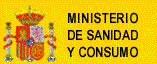 MINISTERIO
DE SANIDAD
Y CONSUMO